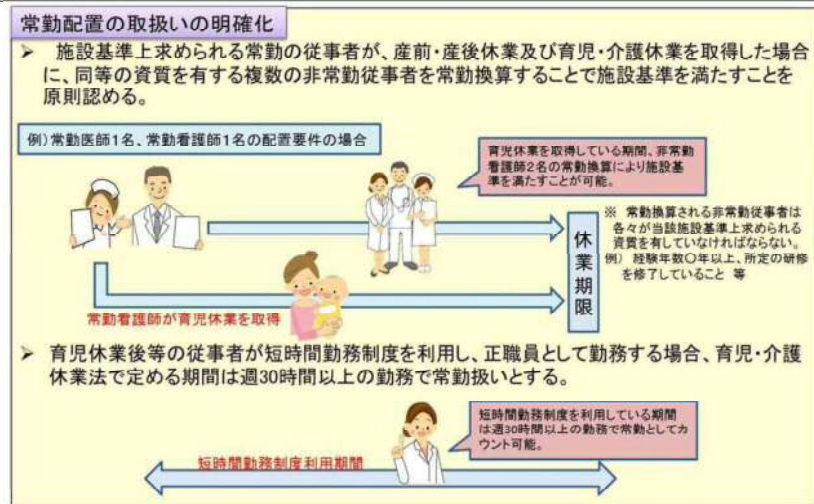 常勤配置の取扱いの明確化
➢ 施設基準上求められる常勤の従事者が、産前・産後休業及び育児・介護休業を取得した場合
に、同等の資質を有する複数の非常勤従事者を常勤換算することで施設基準を満たすことを
原則認める。
例）常勤医師1名、常勤看護師1名の配置要件の場合
育児休業を取得している期間、非常勤
看護師2名の常勤換算により施設基
準を満たすことが可能。
※ 常勤換算される非常勤従事者は
各々が当該施設基準上求められる
資質を有していなければならない。
例） 経験年数〇年以上、所定の研修
を修了していること 等
休業期限
常勤看護師が育児休業を取得
➢ 育児休業後等の従事者が短時間勤務制度を利用し、正職員として勤務する場合、育児・介護
休業法で定める期間は週30時間以上の勤務で常勤扱いとする。
短時間勤務制度を利用している期間
は週30時間以上の勤務で常勤としてカ
ウント可能。
短時間勤務制度利用期間